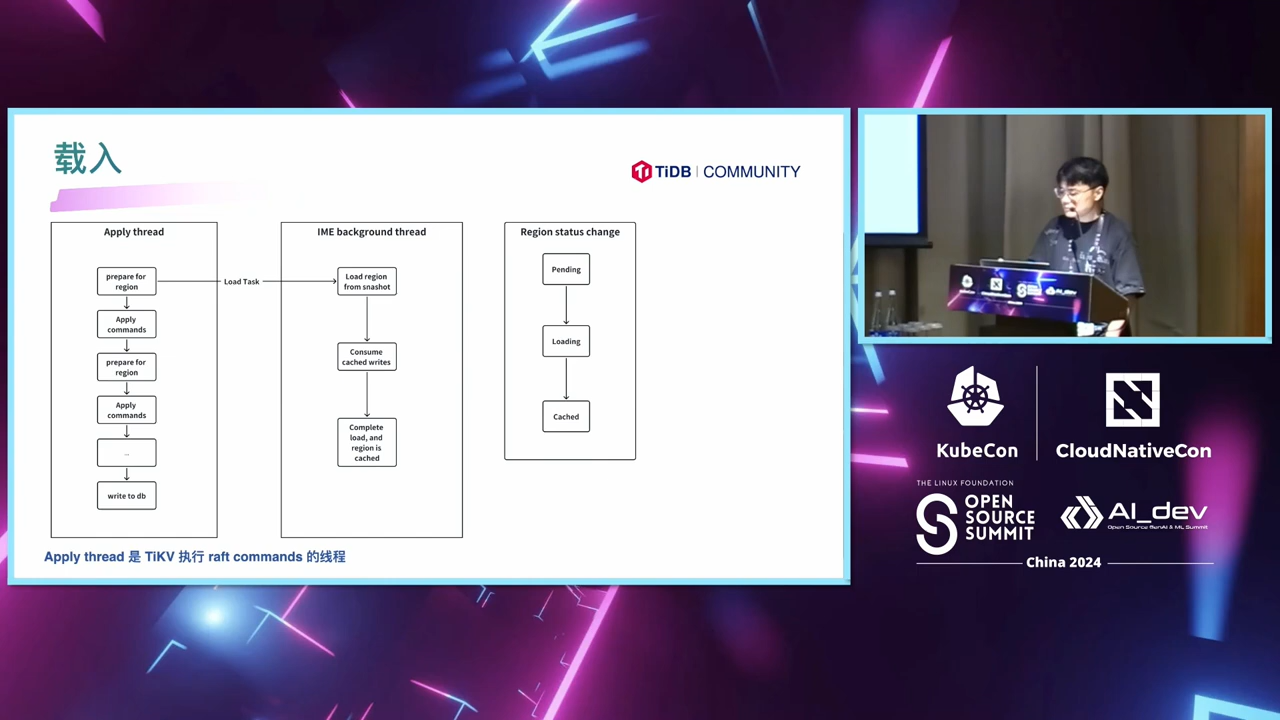 载入
TiDB COMMUNITY
Apply thread
prepare for
region
Apply
commands
prepare for
region
Apply
commands
...
write to db
Load Task
IME background thread
Load region
from snashot
Consume
cached writes
Complete
load, and
region is
cached
Region status change
Pending
Loading
Cached
Apply thread 是 TiKV 执行 raft commands 的线程
KubeCon
CloudNativeCon
THE LINUX FOUNDATION
OPEN
SOURCE
SUMMIT
AI_dev
Open Source GenAI & ML Summit
China 2024